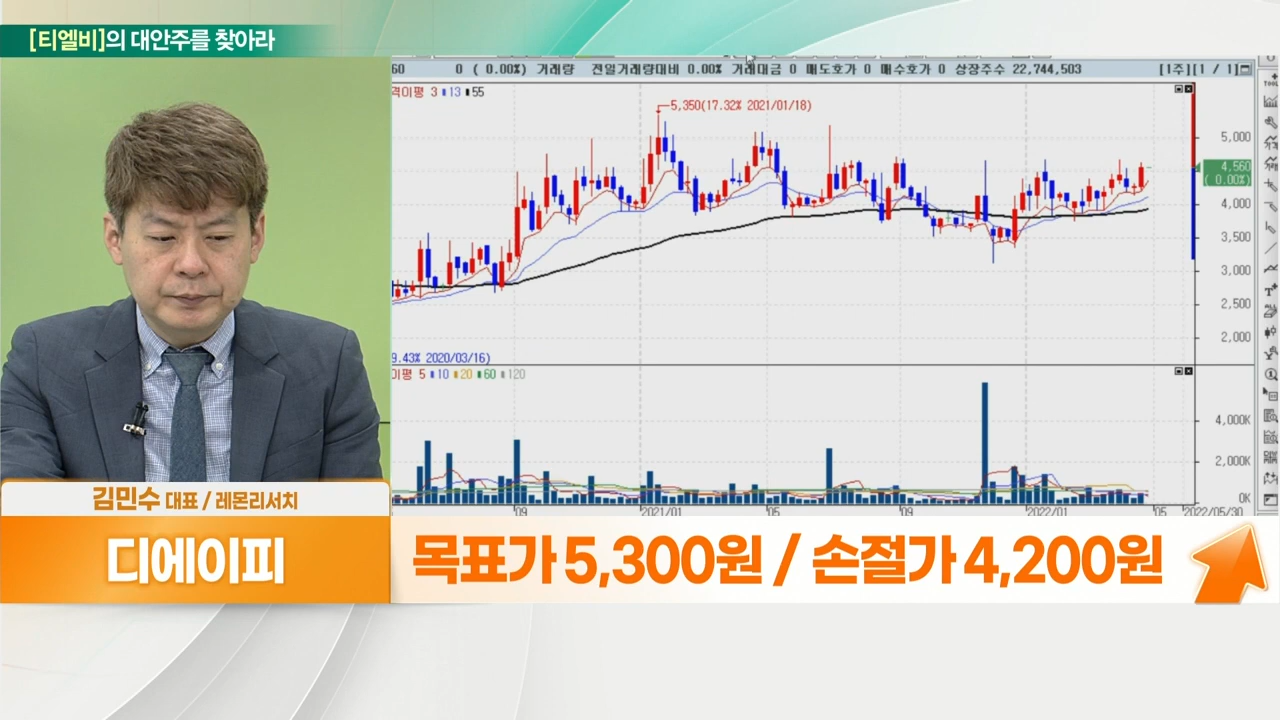 [티엘비]의 대안주를 찾아라
60 0 ( 0.00%) 거래량 전일거래량대비 0.00% 거래대금 0 매도호가 0 매수호가 0 상장주수 22,744,503 [1주][1 / 1]
격이평 3 13 55
5,350(17.32% 2021/01/18)
5,000
4,560
( 0.00%)
4,000
3,500
3,000
2,500
2,000
9.43% 2020/03/16)
이평 5 10 20 60 120
4,000K
2,000K
0K
09 2021/01 05 09 2022/01 05 2022/05/30
김민수 대표 / 레몬리서치
디에이피
목표가 5,300원 / 손절가 4,200원